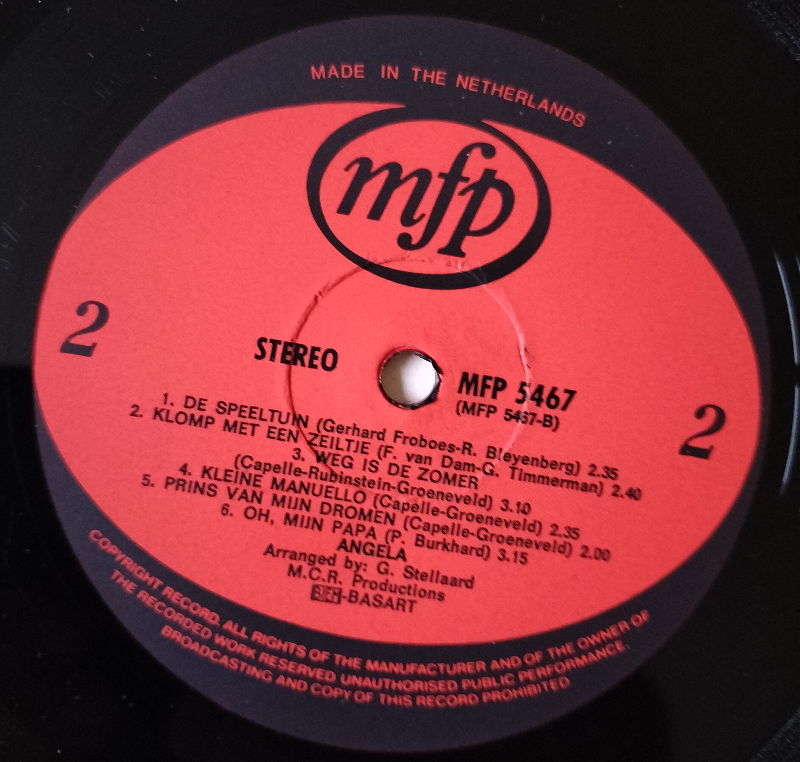 MADE IN THE NETHERLANDS
mfp
2
STEREO
MFP 5467
(MFP 5467-B)
2
1. DE SPEELTUIN (Gerhard Froboes-R. Bleyenberg) 2.35
2. KLOMP MET EEN ZEILTJE (F. van Dam-G. Timmerman) 2.40
3. WEG IS DE ZOMER
(Capelle-Rubinstein-Groeneveld) 3.10
4. KLEINE MANUELLO (Capelle-Groeneveld) 2.35
5. PRINS VAN MIJN DROMEN (Capelle-Groeneveld) 2.00
6. OH, MIJN PAPA (P. Burkhard) 3.15
ANGELA
Arranged by: G. Stellaard
M.C.R. Productions
-BASART
COPYRIGHT RECORD. ALL RIGHTS OF THE MANUFACTURER AND OF THE OWNER OF
THE RECORDED WORK RESERVED UNAUTHORISED PUBLIC PERFORMANCE.
BROADCASTING AND COPY OF THIS RECORD PROHIBITED